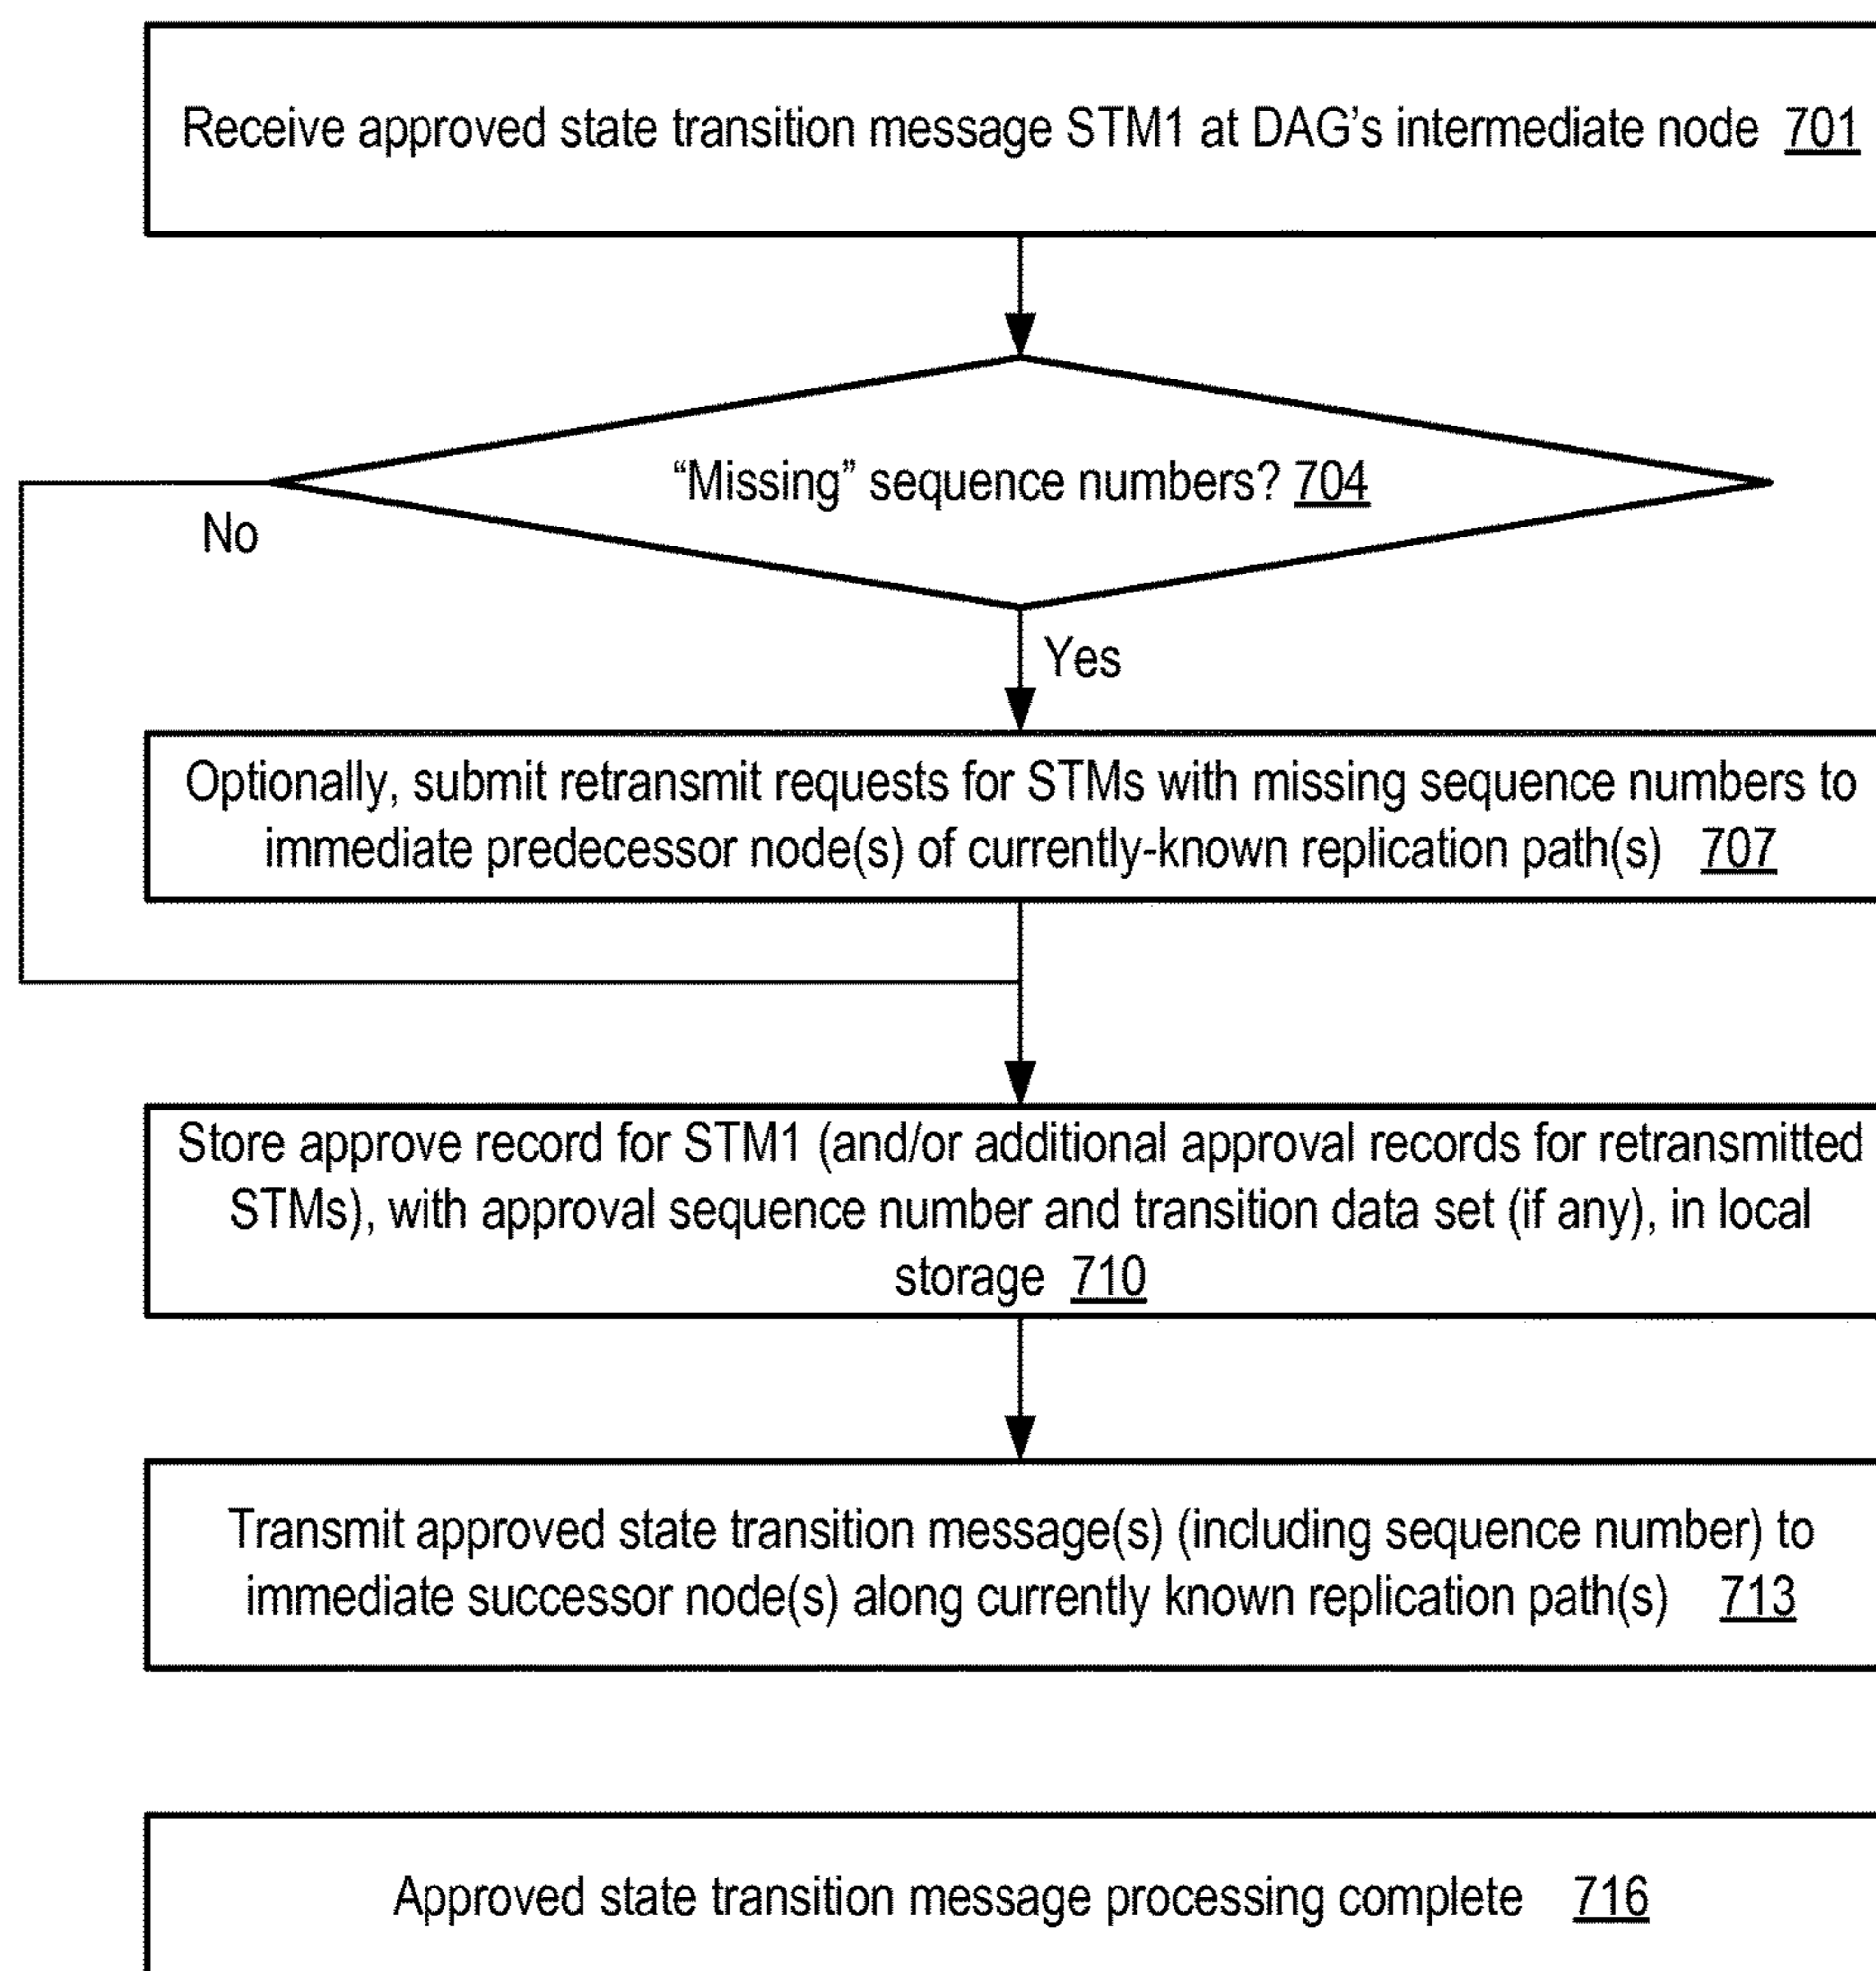 Receive approved state transition message STM1 at DAG's intermediate node 701
“Missing” sequence numbers? 704
No
Yes
Optionally, submit retransmit requests for STMs with missing sequence numbers to
immediate predecessor node(s) of currently-known replication path(s) 707
Store approve record for STM1 (and/or additional approval records for retransmitted
STMs), with approval sequence number and transition data set (if any), in local
storage 710
Transmit approved state transition message(s) (including sequence number) to
immediate successor node(s) along currently known replication path(s) 713
Approved state transition message processing complete 716